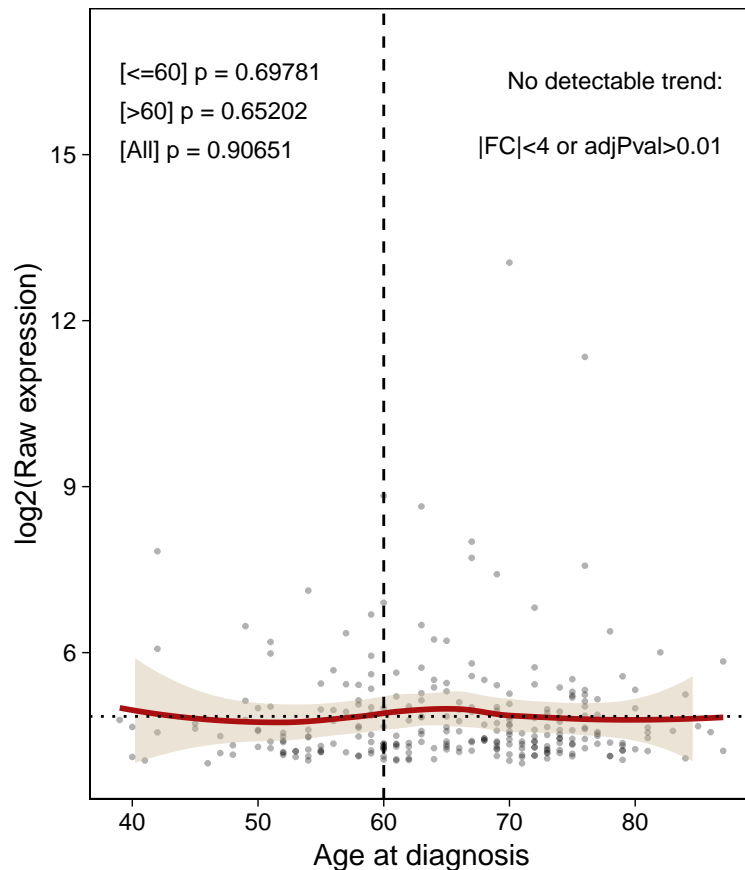 [<=60] p = 0.69781
[>60] p = 0.65202
[All] p = 0.90651
No detectable trend:
|FC|<4 or adjPval>0.01
log2(Raw expression)
15
12
9
6
40
50
60
70
80
Age at diagnosis